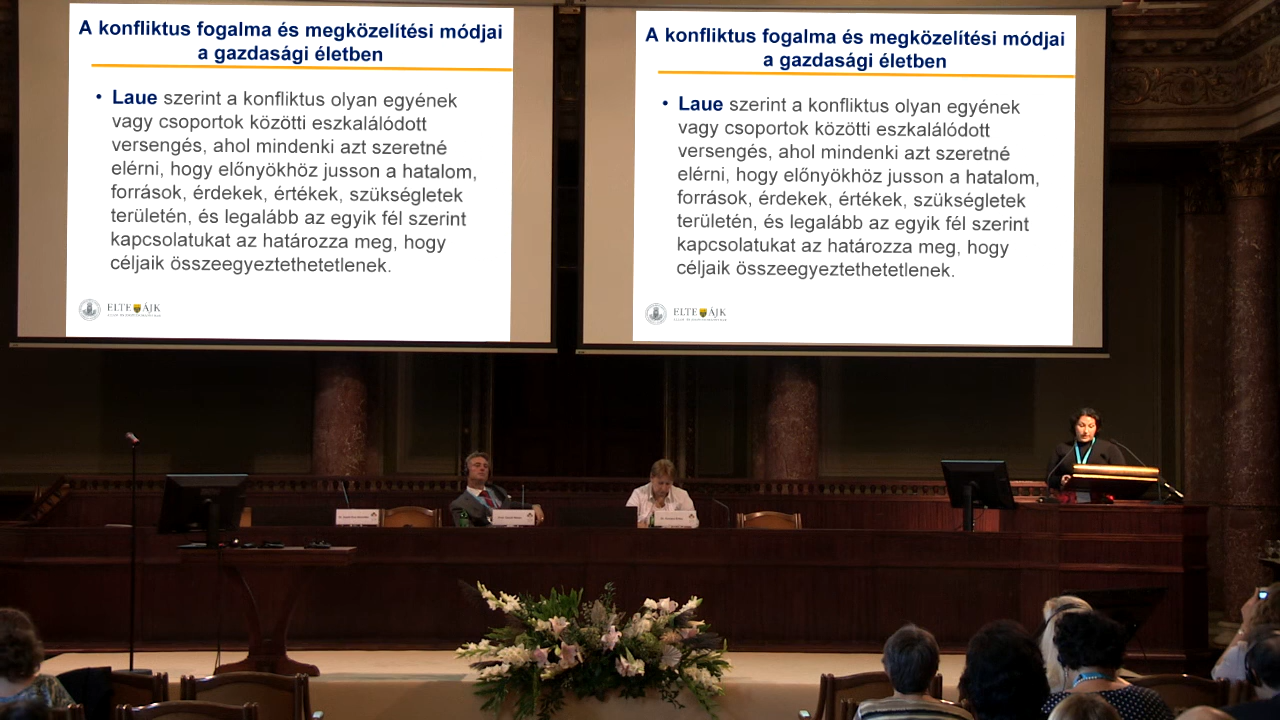 A konfliktus fogalma és megközelítési módjai
a gazdasági életben
• Laue szerint a konfliktus olyan egyének
vagy csoportok közötti eszkalálódott
versengés, ahol mindenki azt szeretné
elérni, hogy előnyökhöz jusson a hatalom,
források, érdekek, értékek, szükségletek
területén, és legalább az egyik fél szerint
kapcsolatukat az határozza meg, hogy
céljaik összeegyeztethetetlenek.
ELTE ÁJK
A konfliktus fogalma és megközelítési módjai
a gazdasági életben
• Laue szerint a konfliktus olyan egyének
vagy csoportok közötti eszkalálódott
versengés, ahol mindenki azt szeretné
elérni, hogy előnyökhöz jusson a hatalom,
források, érdekek, értékek, szükségletek
területén, és legalább az egyik fél szerint
kapcsolatukat az határozza meg, hogy
céljaik összeegyeztethetetlenek.
ELTE ÁJK